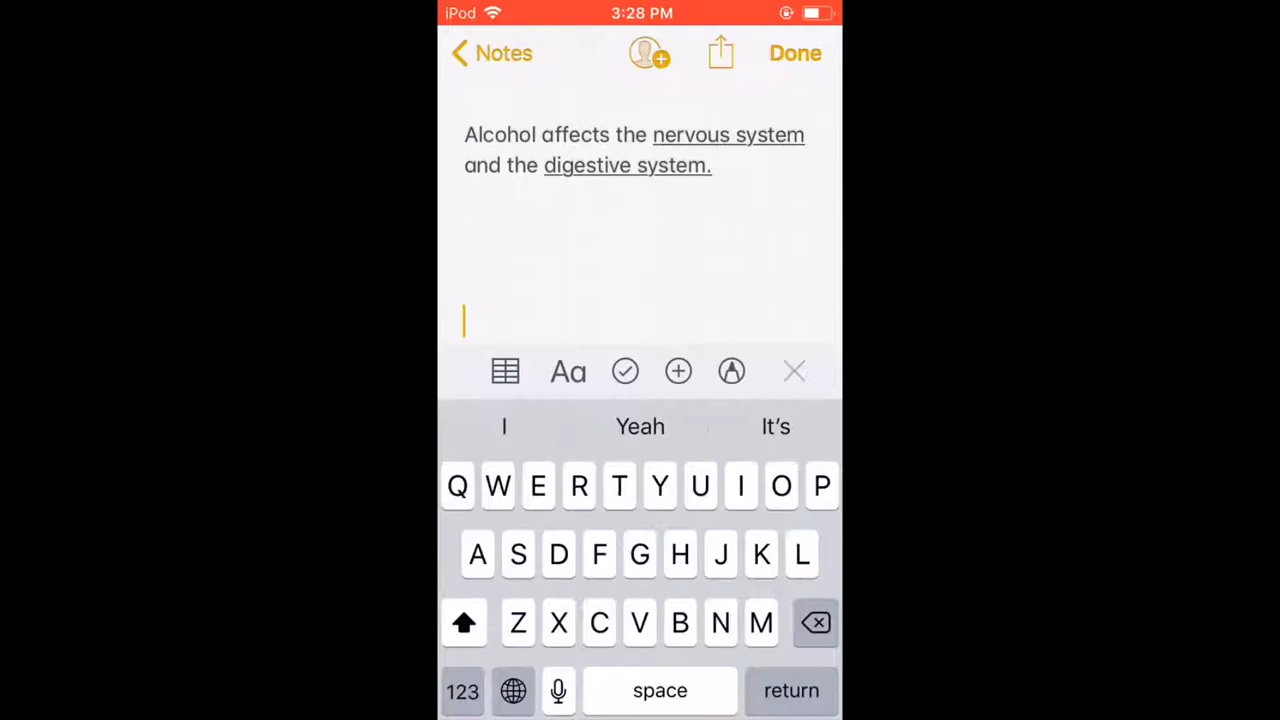 iPod 3:28 PM
Notes Done
Alcohol affects the nervous system
and the digestive system.
Aa
I Yeah It’s
Q W E R T Y U I O P
A S D F G H J K L
Z X C V B N M
123 space return